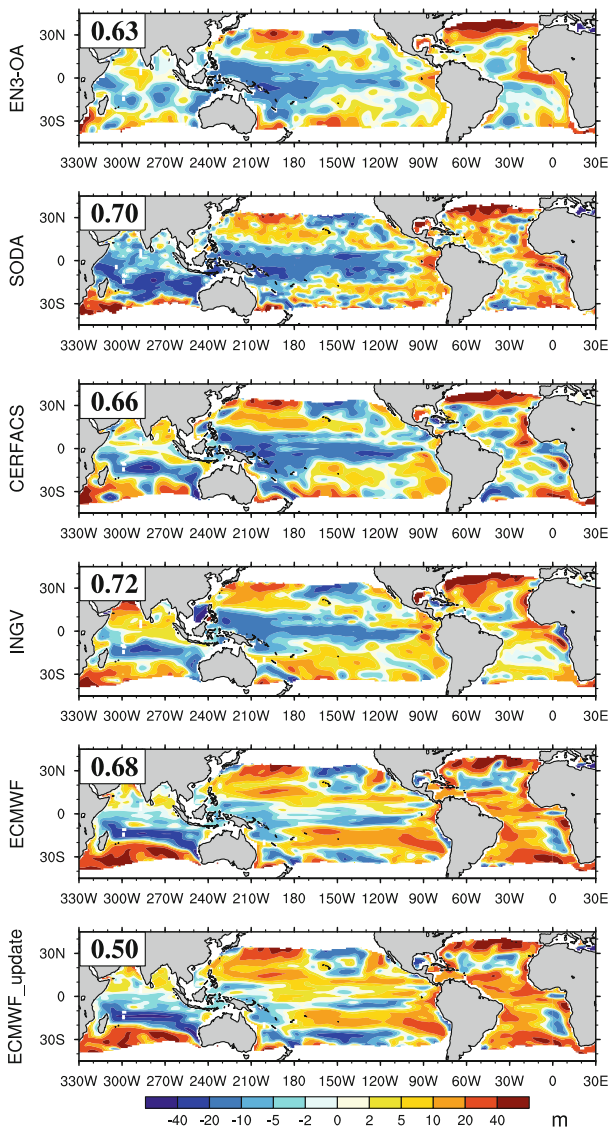 0.63
30N
0
30S
EN3-OA
330W 300W 270W 240W 210W 180 150W 120W 90W 60W 30W 0 30E
0.70
30N
0
30S
SODA
330W 300W 270W 240W 210W 180 150W 120W 90W 60W 30W 0 30E
0.66
30N
0
30S
CERFACS
330W 300W 270W 240W 210W 180 150W 120W 90W 60W 30W 0 30E
0.72
30N
0
30S
INGV
330W 300W 270W 240W 210W 180 150W 120W 90W 60W 30W 0 30E
0.68
30N
0
30S
ECMWF
330W 300W 270W 240W 210W 180 150W 120W 90W 60W 30W 0 30E
0.50
30N
0
30S
ECMWF_update
330W 300W 270W 240W 210W 180 150W 120W 90W 60W 30W 0 30E
-40 -20 -10 -5 -2 0 2 5 10 20 40 m